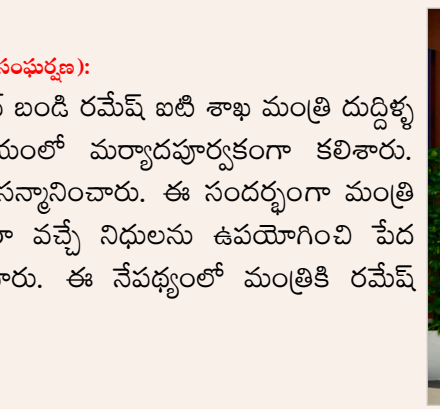 సంఘర్షణ):
బండి రమేష్ ఐటి శాఖ మంత్రి దుద్దిళ్ళ
యంలో మర్యాదపూర్వకంగా కలిశారు.
సన్మానించారు. ఈ సందర్భంగా మంత్రి
వచ్చే నిధులను ఉపయోగించి పేద
ారు. ఈ నేపథ్యంలో మంత్రికి రమేష్